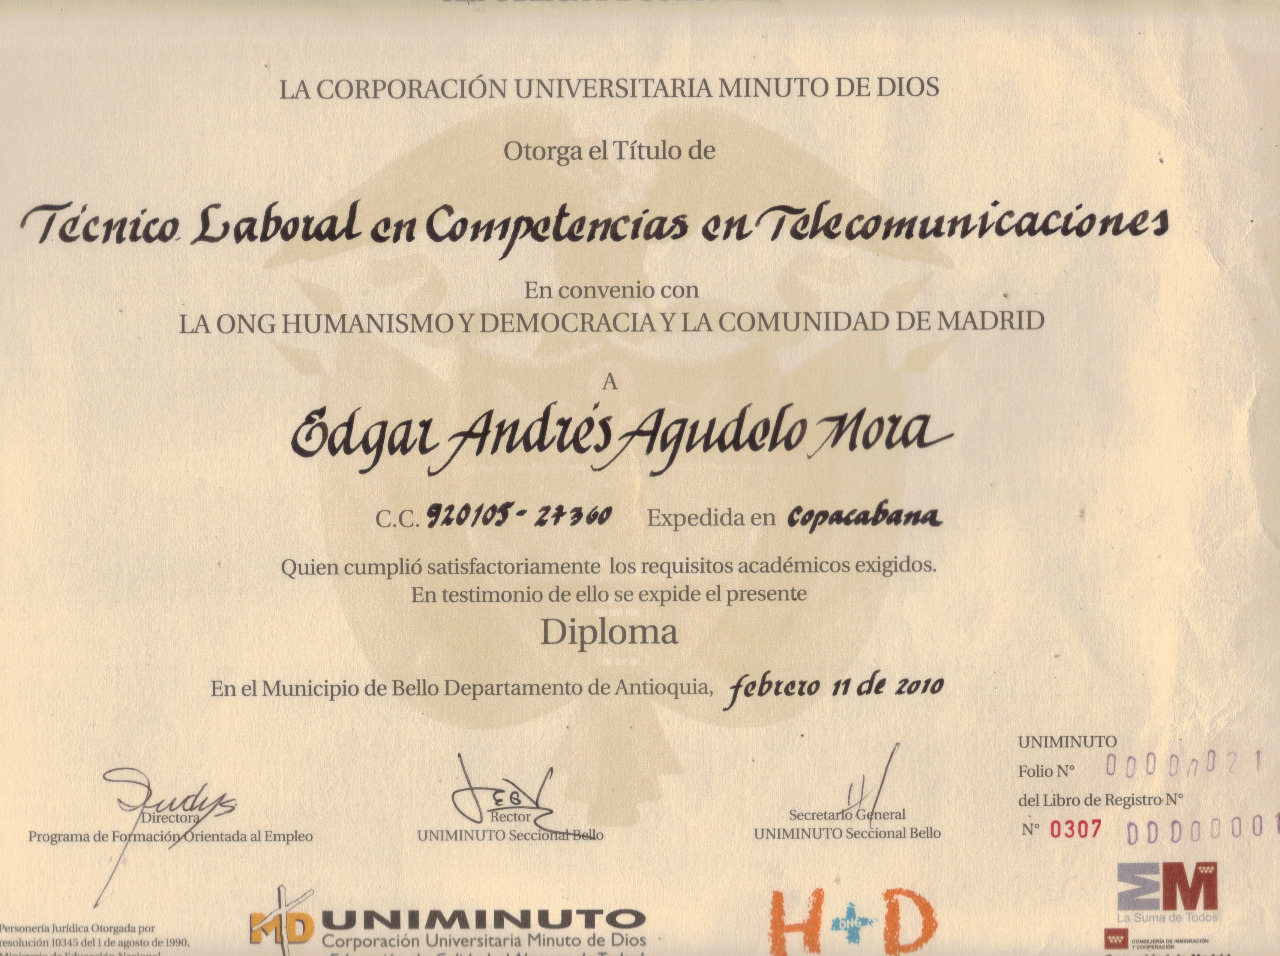 LA CORPORACIÓN UNIVERSITARIA MINUTO DE DIOS
Otorga el Título de
Técnico Laboral en Competencias en Telecomunicaciones
En convenio con
LA ONG HUMANISMO Y DEMOCRACIA Y LA COMUNIDAD DE MADRID
A
Edgar Andrés Agudelo Mora
C.C. 920105-27360 Expedida en Copacabana
Quien cumplió satisfactoriamente los requisitos académicos exigidos.
En testimonio de ello se expide el presente
Diploma
En el Municipio de Bello Departamento de Antioquia, febrero 11 de 2010
Directora
Programa de Formación Orientada al Empleo
Rector
UNIMINUTO Seccional Bello
Secretario General
UNIMINUTO Seccional Bello
UNIMINUTO
Folio N° 0000021
del Libro de Registro N°
N° 0307 00000001
Personería Jurídica Otorgada por
resolución 10345 del 1 de agosto de 1990,
Ministerio de Educación Nacional
MD UNIMINUTO
Corporación Universitaria Minuto de Dios
H ONG D
EM
La Suma de Todos
CONSEJERÍA DE INMIGRACIÓN
Y COOPERACIÓN